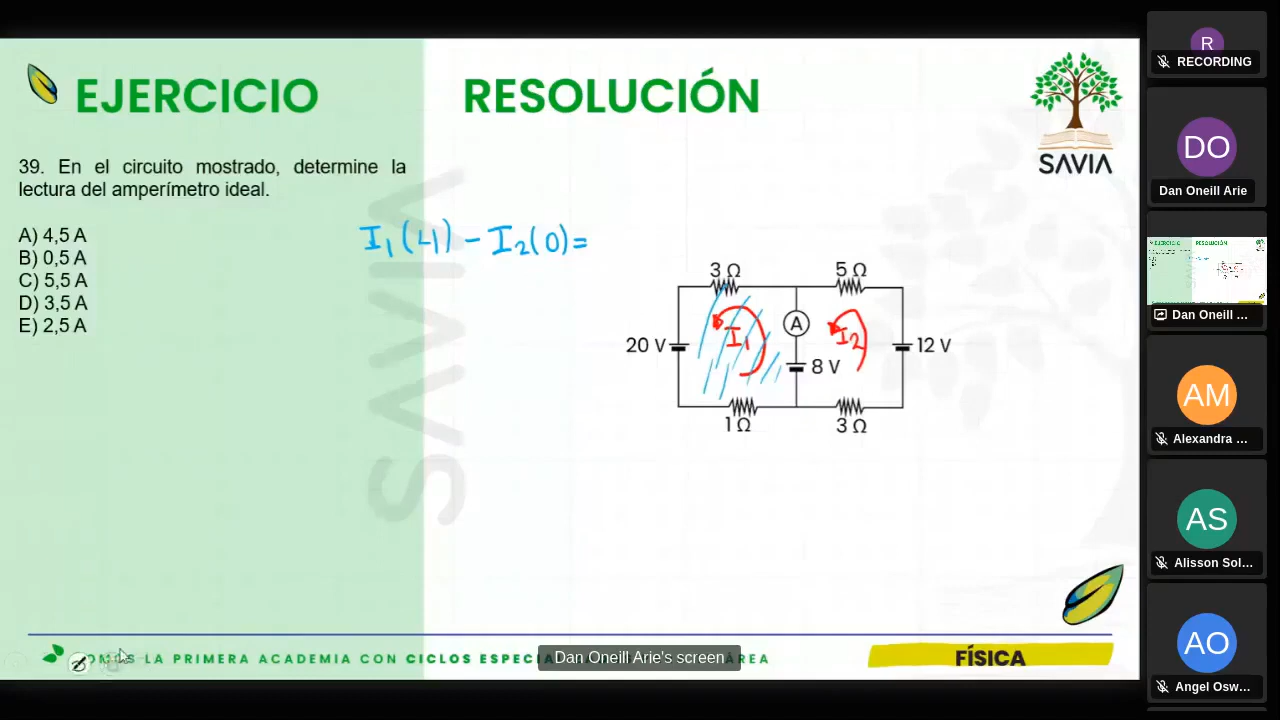 EJERCICIO
RESOLUCIÓN
SAVIA
39. En el circuito mostrado, determine la
lectura del amperímetro ideal.
A) 4,5 A
B) 0,5 A
C) 5,5 A
D) 3,5 A
E) 2,5 A
I₁(4) - I₂(0) =
3 Ω
5 Ω
A
I₁
I₂
20 V
12 V
8 V
1 Ω
3 Ω
SAVIA
LA PRIMERA ACADEMIA CON CICLOS ESPECI
FÍSICA
Dan Oneill Arie's screen
R
RECORDING
DO
Dan Oneill Arie
Dan Oneill ...
AM
Alexandra ...
AS
Alisson Sol...
AO
Angel Osw...